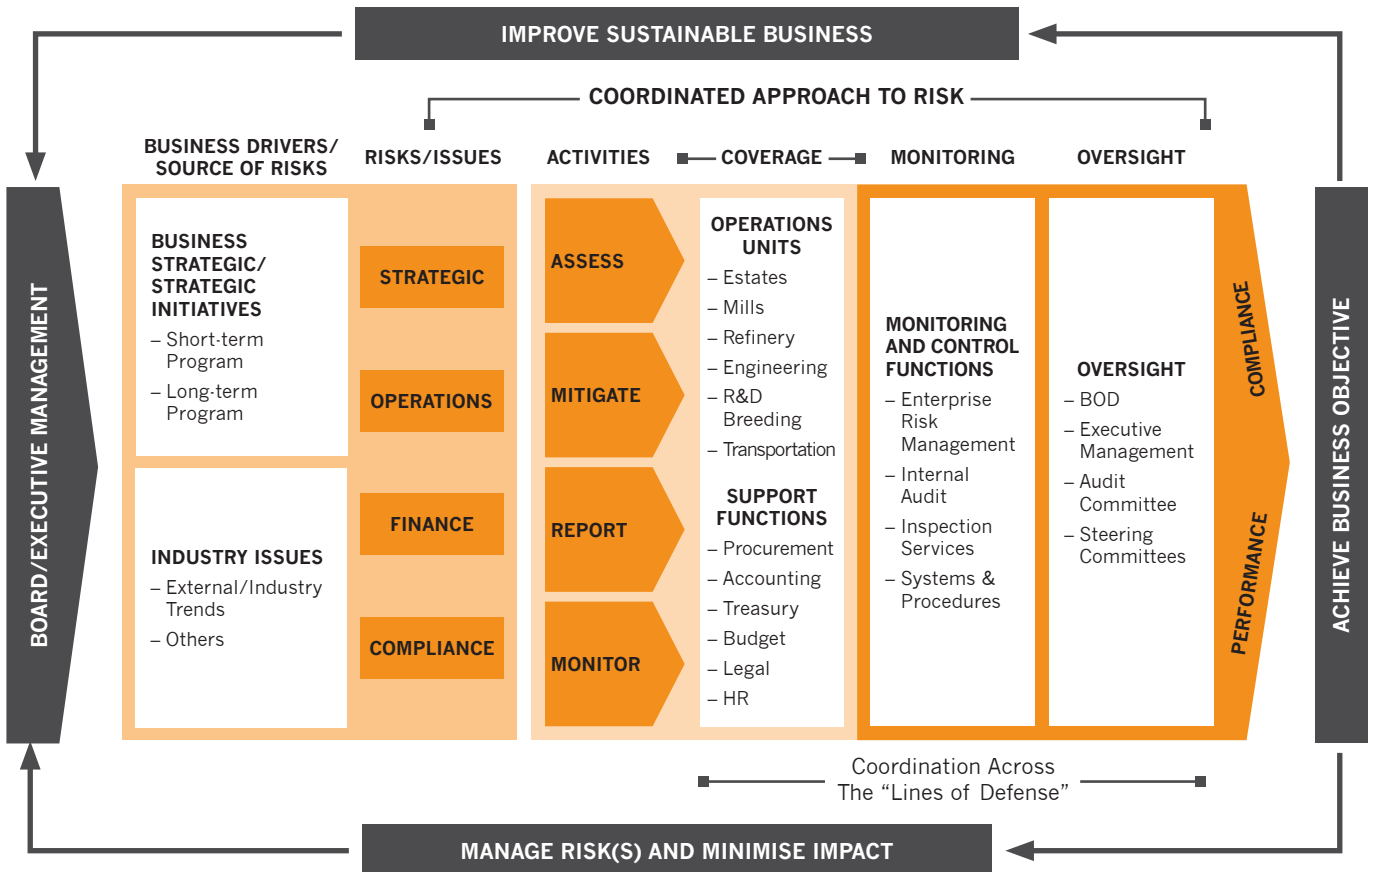 IMPROVE SUSTAINABLE BUSINESS
COORDINATED APPROACH TO RISK
BUSINESS DRIVERS/
SOURCE OF RISKS
RISKS/ISSUES
ACTIVITIES
COVERAGE
MONITORING
OVERSIGHT
BOARD/EXECUTIVE MANAGEMENT
BUSINESS
STRATEGIC/
STRATEGIC
INITIATIVES
– Short-term
Program
– Long-term
Program
INDUSTRY ISSUES
– External/Industry
Trends
– Others
STRATEGIC
OPERATIONS
FINANCE
COMPLIANCE
ASSESS
MITIGATE
REPORT
MONITOR
OPERATIONS
UNITS
– Estates
– Mills
– Refinery
– Engineering
– R&D
Breeding
– Transportation
SUPPORT
FUNCTIONS
– Procurement
– Accounting
– Treasury
– Budget
– Legal
– HR
MONITORING
AND CONTROL
FUNCTIONS
– Enterprise
Risk
Management
– Internal
Audit
– Inspection
Services
– Systems &
Procedures
OVERSIGHT
– BOD
– Executive
Management
– Audit
Committee
– Steering
Committees
COMPLIANCE
PERFORMANCE
ACHIEVE BUSINESS OBJECTIVE
Coordination Across
The “Lines of Defense”
MANAGE RISK(S) AND MINIMISE IMPACT